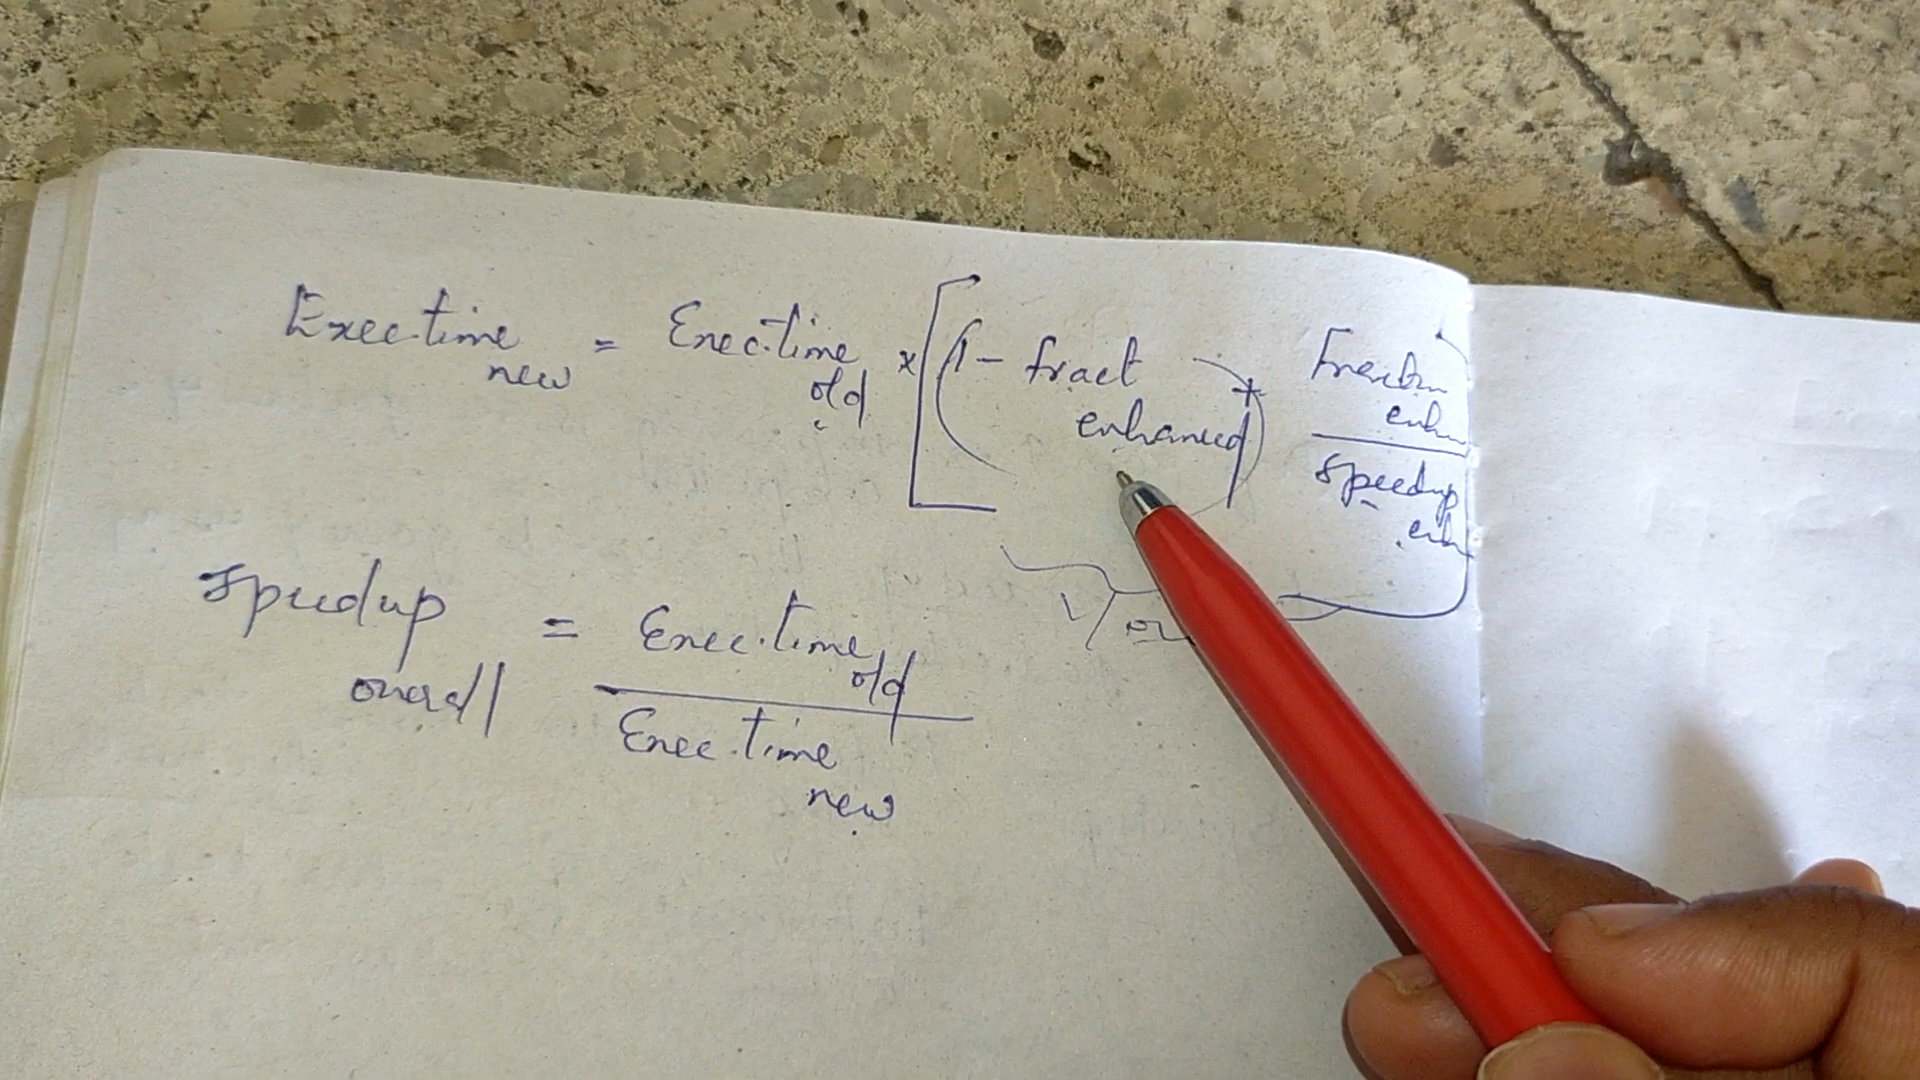 Exec.time new = Exec.time old × [(1 - fract enhanced) + Fraction enh / speedup enh
speedup overall = Exec.time old / Exec.time new